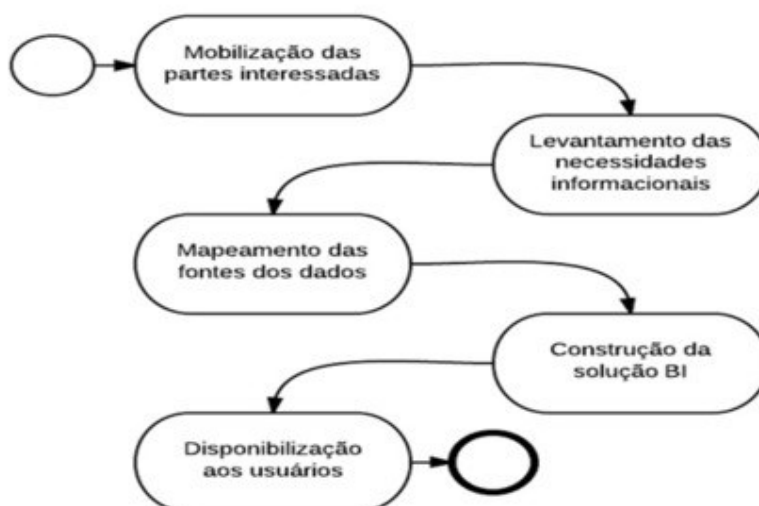 Mobilização das
partes interessadas
Levantamento das
necessidades
informacionais
Mapeamento das
fontes dos dados
Construção da
solução BI
Disponibilização
aos usuários